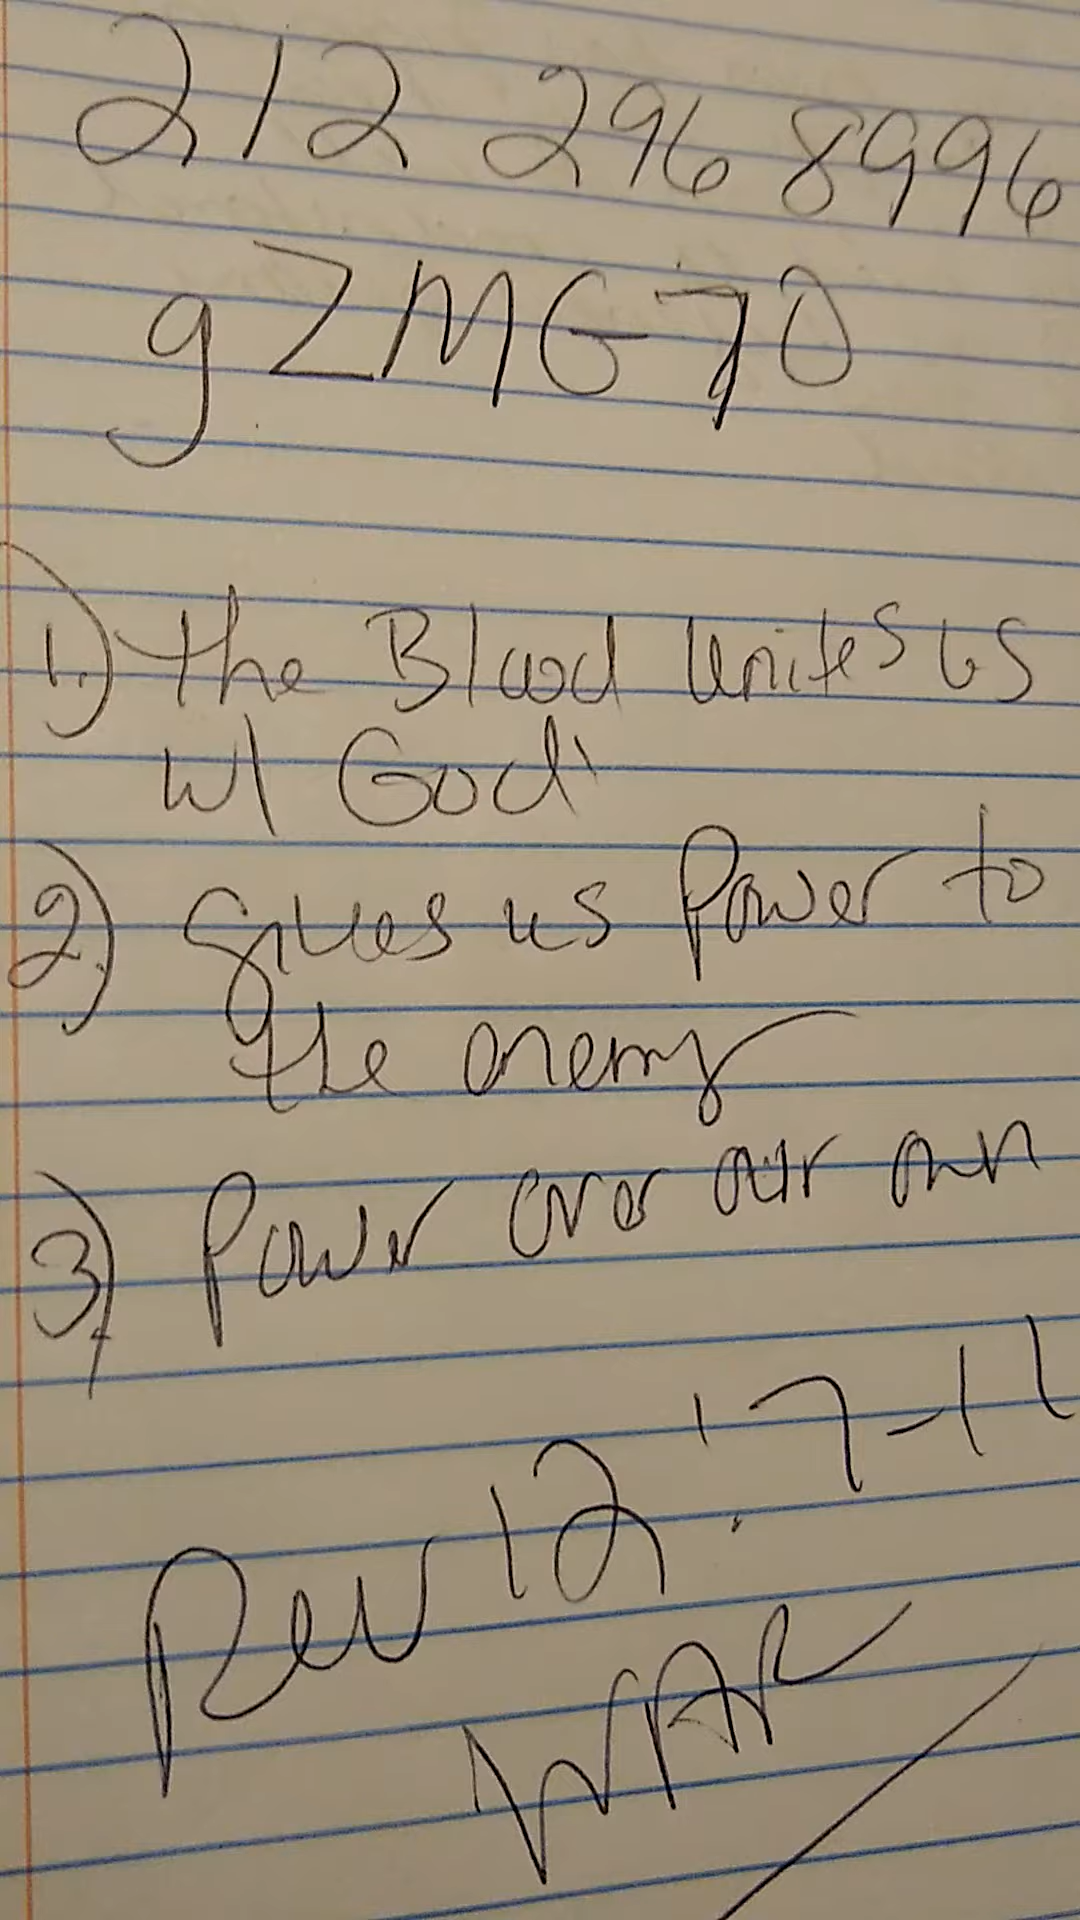 212 296 8996
9ZMG70
1.) the Blood Unites us
w/ God
2.) Gives us Power to
the enemy
3.) Power over our own
Rev 12:7-11
WAR